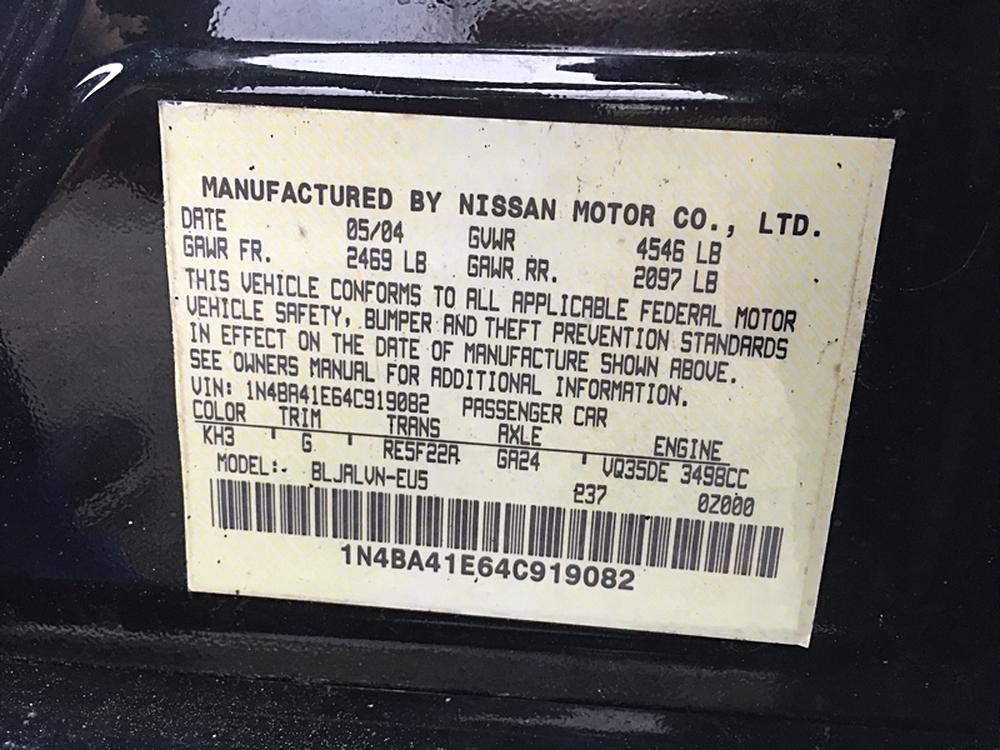 MANUFACTURED BY NISSAN MOTOR CO., LTD.
DATE 05/04 GVWR 4546 LB
GAWR FR. 2469 LB GAWR RR. 2097 LB
THIS VEHICLE CONFORMS TO ALL APPLICABLE FEDERAL MOTOR
VEHICLE SAFETY, BUMPER AND THEFT PREVENTION STANDARDS
IN EFFECT ON THE DATE OF MANUFACTURE SHOWN ABOVE.
SEE OWNERS MANUAL FOR ADDITIONAL INFORMATION.
VIN: 1N4BA41E64C919082 PASSENGER CAR
COLOR TRIM TRANS AXLE ENGINE
KH3 G RE5F22A GA24 VQ35DE 3498CC
MODEL:- BLJALVN-EU5 237 0Z000
1N4BA41E64C919082